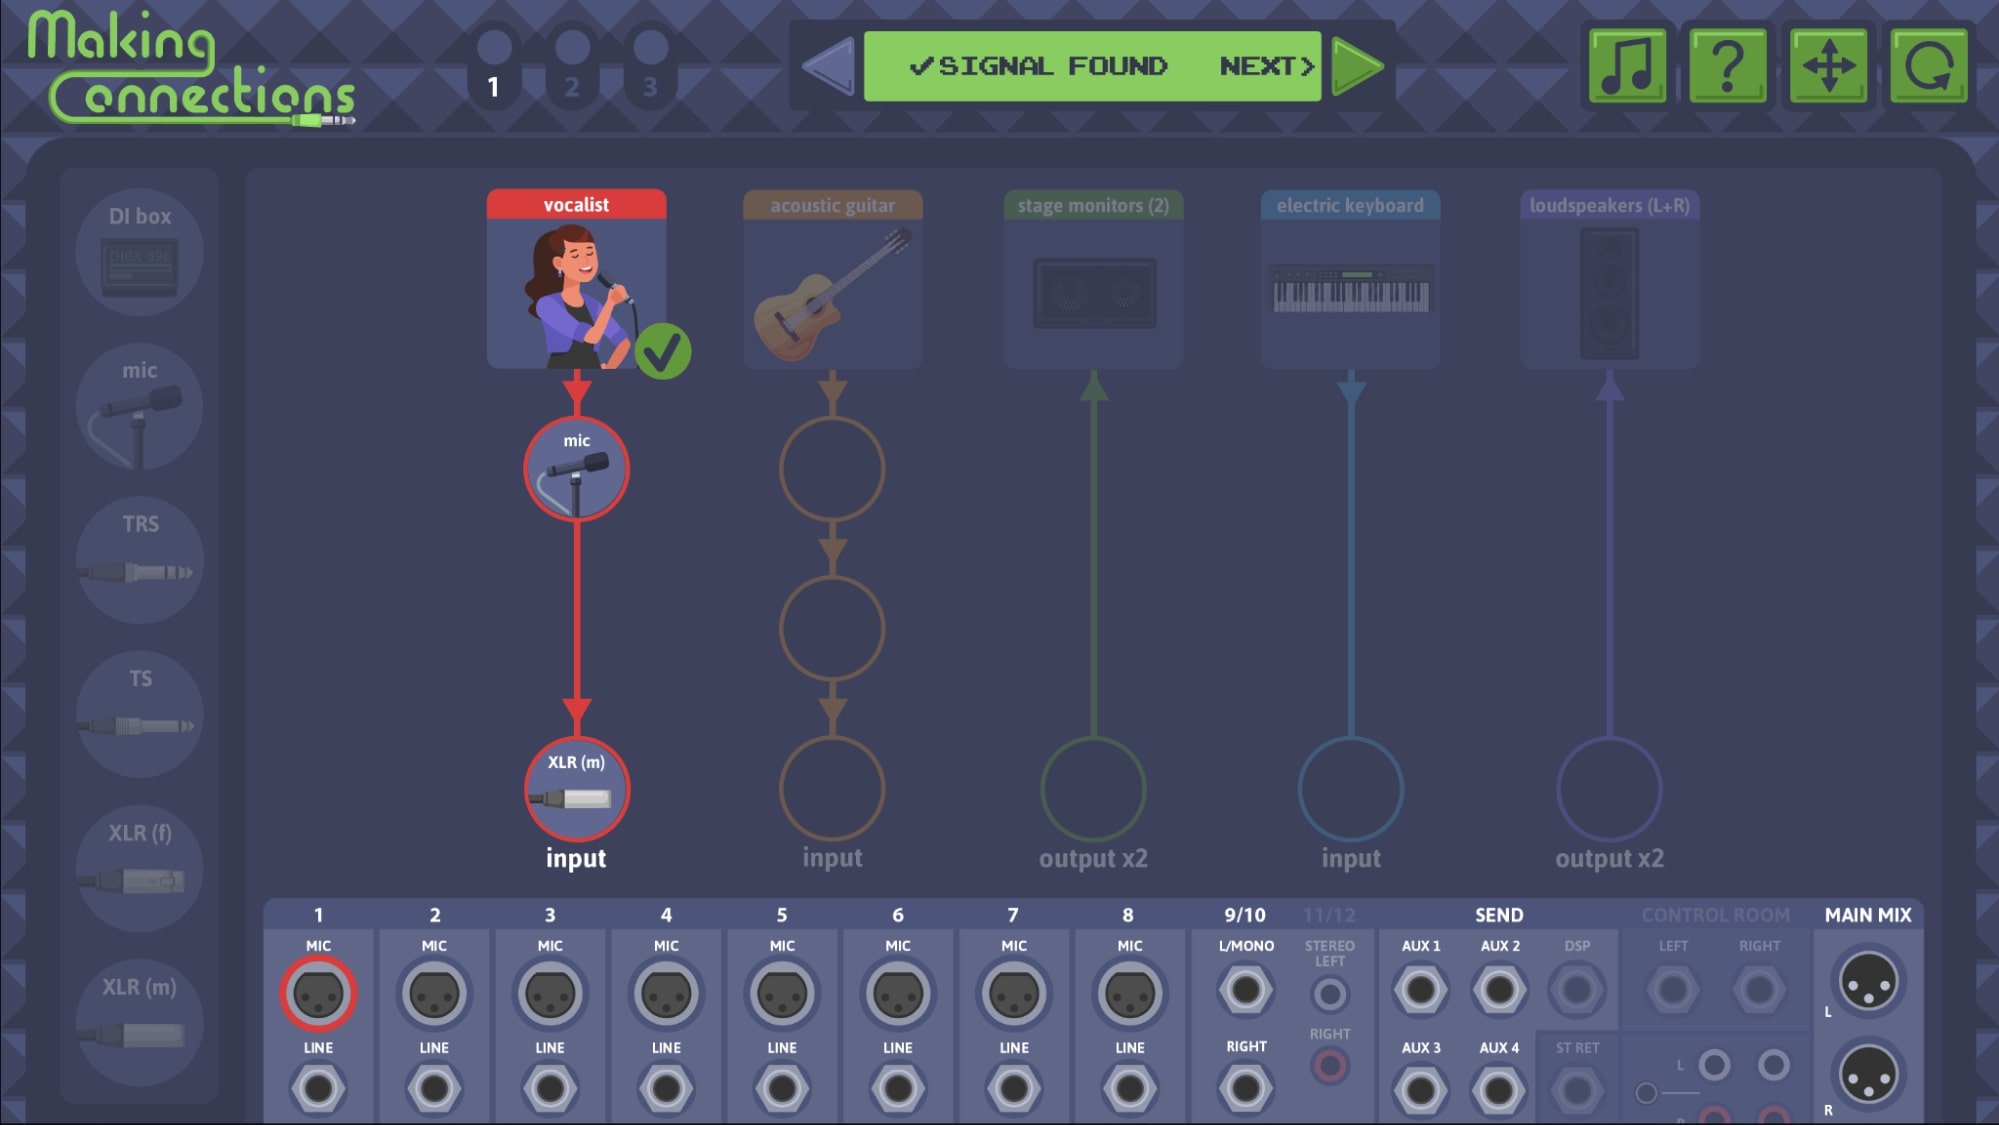 Making
Connections
1 2 3
✓SIGNAL FOUND NEXT>
?
DI box
DIBX-896
mic
TRS
TS
XLR (f)
XLR (m)
vocalist
acoustic guitar
stage monitors (2)
electric keyboard
loudspeakers (L+R)
mic
XLR (m)
input
input
output x2
input
output x2
1 2 3 4 5 6 7 8 9/10 11/12 SEND CONTROL ROOM MAIN MIX
MIC MIC MIC MIC MIC MIC MIC MIC L/MONO STEREO LEFT AUX 1 AUX 2 DSP LEFT RIGHT
L
RIGHT
LINE LINE LINE LINE LINE LINE LINE LINE RIGHT AUX 3 AUX 4 ST RET
L
R